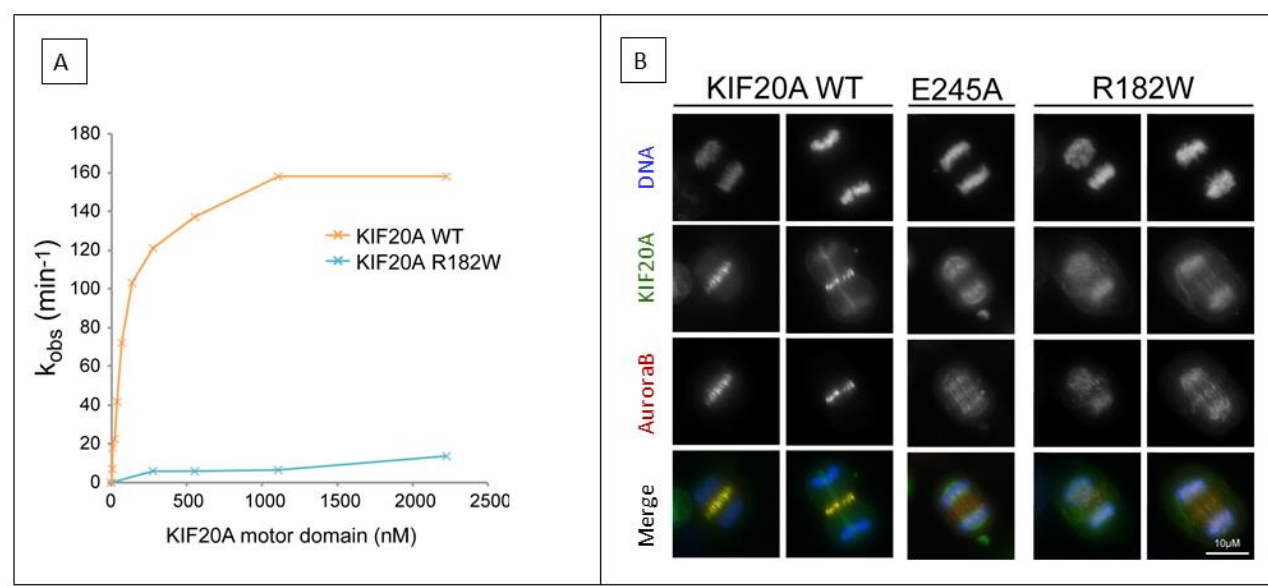 A
180
160
140
120
100
80
60
40
20
0
kobs (min-1)
KIF20A WT
KIF20A R182W
0 500 1000 1500 2000 2500
KIF20A motor domain (nM)
B
KIF20A WT E245A R182W
DNA
KIF20A
AuroraB
Merge
10µM